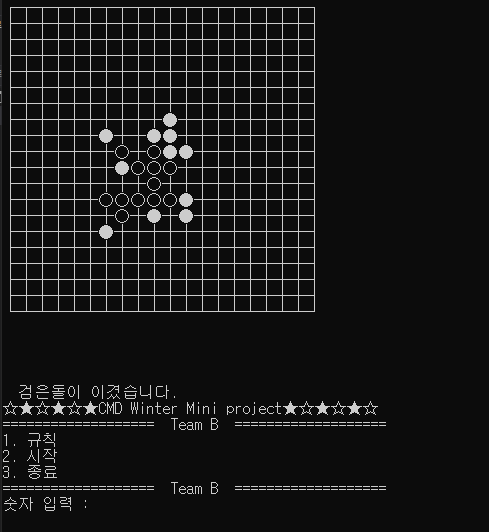 검은돌이 이겼습니다.
☆★☆★☆★CMD Winter Mini project★☆★☆★☆
=================== Team B ===================
1. 규칙
2. 시작
3. 종료
=================== Team B ===================
숫자 입력 :